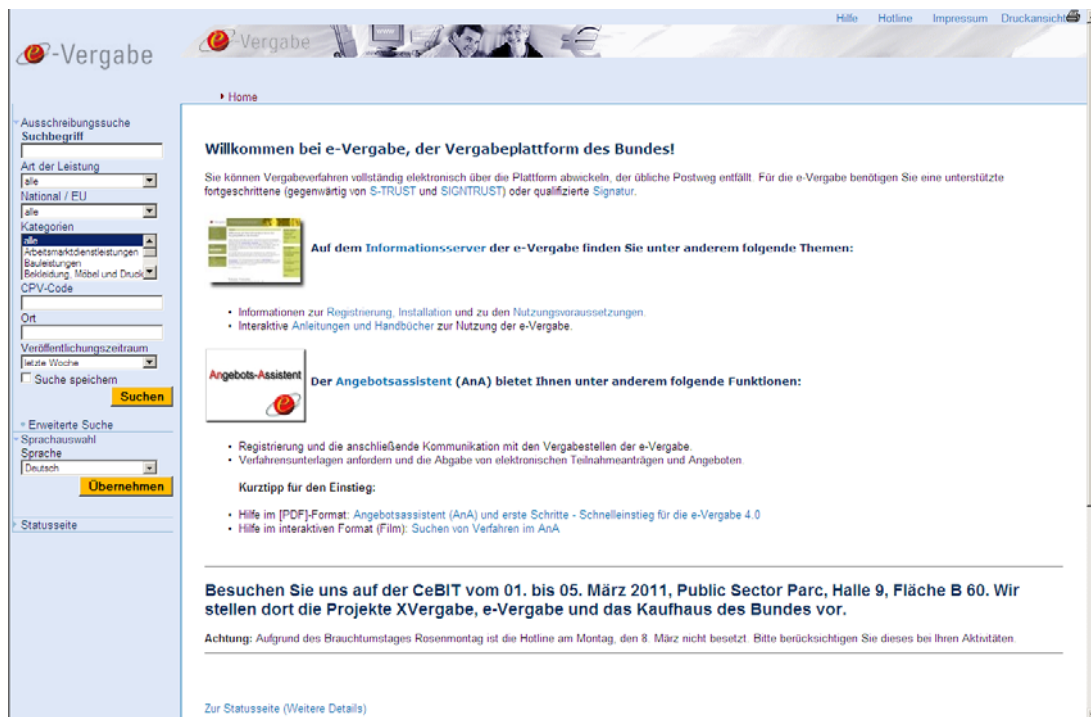 Hilfe Hotline Impressum Druckansicht
e-Vergabe
e-Vergabe
Home
Ausschreibungssuche
Suchbegriff
Art der Leistung
alle
National / EU
alle
Kategorien
alle
Arbeitsmarktdienstleistungen
Bauleistungen
Bekleidung, Möbel und Druck
CPV-Code
Ort
Veröffentlichungszeitraum
letzte Woche
Suche speichern
Suchen
Erweiterte Suche
Sprachauswahl
Sprache
Deutsch
Übernehmen
Statusseite
Willkommen bei e-Vergabe, der Vergabeplattform des Bundes!
Sie können Vergabeverfahren vollständig elektronisch über die Plattform abwickeln, der übliche Postweg entfällt. Für die e-Vergabe benötigen Sie eine unterstützte
fortgeschrittene (gegenwärtig von S-TRUST und SIGNTRUST) oder qualifizierte Signatur.
Auf dem Informationsserver der e-Vergabe finden Sie unter anderem folgende Themen:
• Informationen zur Registrierung, Installation und zu den Nutzungsvoraussetzungen.
• Interaktive Anleitungen und Handbücher zur Nutzung der e-Vergabe.
Angebots-Assistent
e
Der Angebotsassistent (AnA) bietet Ihnen unter anderem folgende Funktionen:
• Registrierung und die anschließende Kommunikation mit den Vergabestellen der e-Vergabe.
• Verfahrensunterlagen anfordern und die Abgabe von elektronischen Teilnahmeanträgen und Angeboten.
Kurztipp für den Einstieg:
• Hilfe im [PDF]-Format: Angebotsassistent (AnA) und erste Schritte - Schnelleinstieg für die e-Vergabe 4.0
• Hilfe im interaktiven Format (Film): Suchen von Verfahren im AnA
Besuchen Sie uns auf der CeBIT vom 01. bis 05. März 2011, Public Sector Parc, Halle 9, Fläche B 60. Wir
stellen dort die Projekte XVergabe, e-Vergabe und das Kaufhaus des Bundes vor.
Achtung: Aufgrund des Brauchtumstages Rosenmontag ist die Hotline am Montag, den 8. März nicht besetzt. Bitte berücksichtigen Sie dieses bei Ihren Aktivitäten.
Zur Statusseite (Weitere Details)